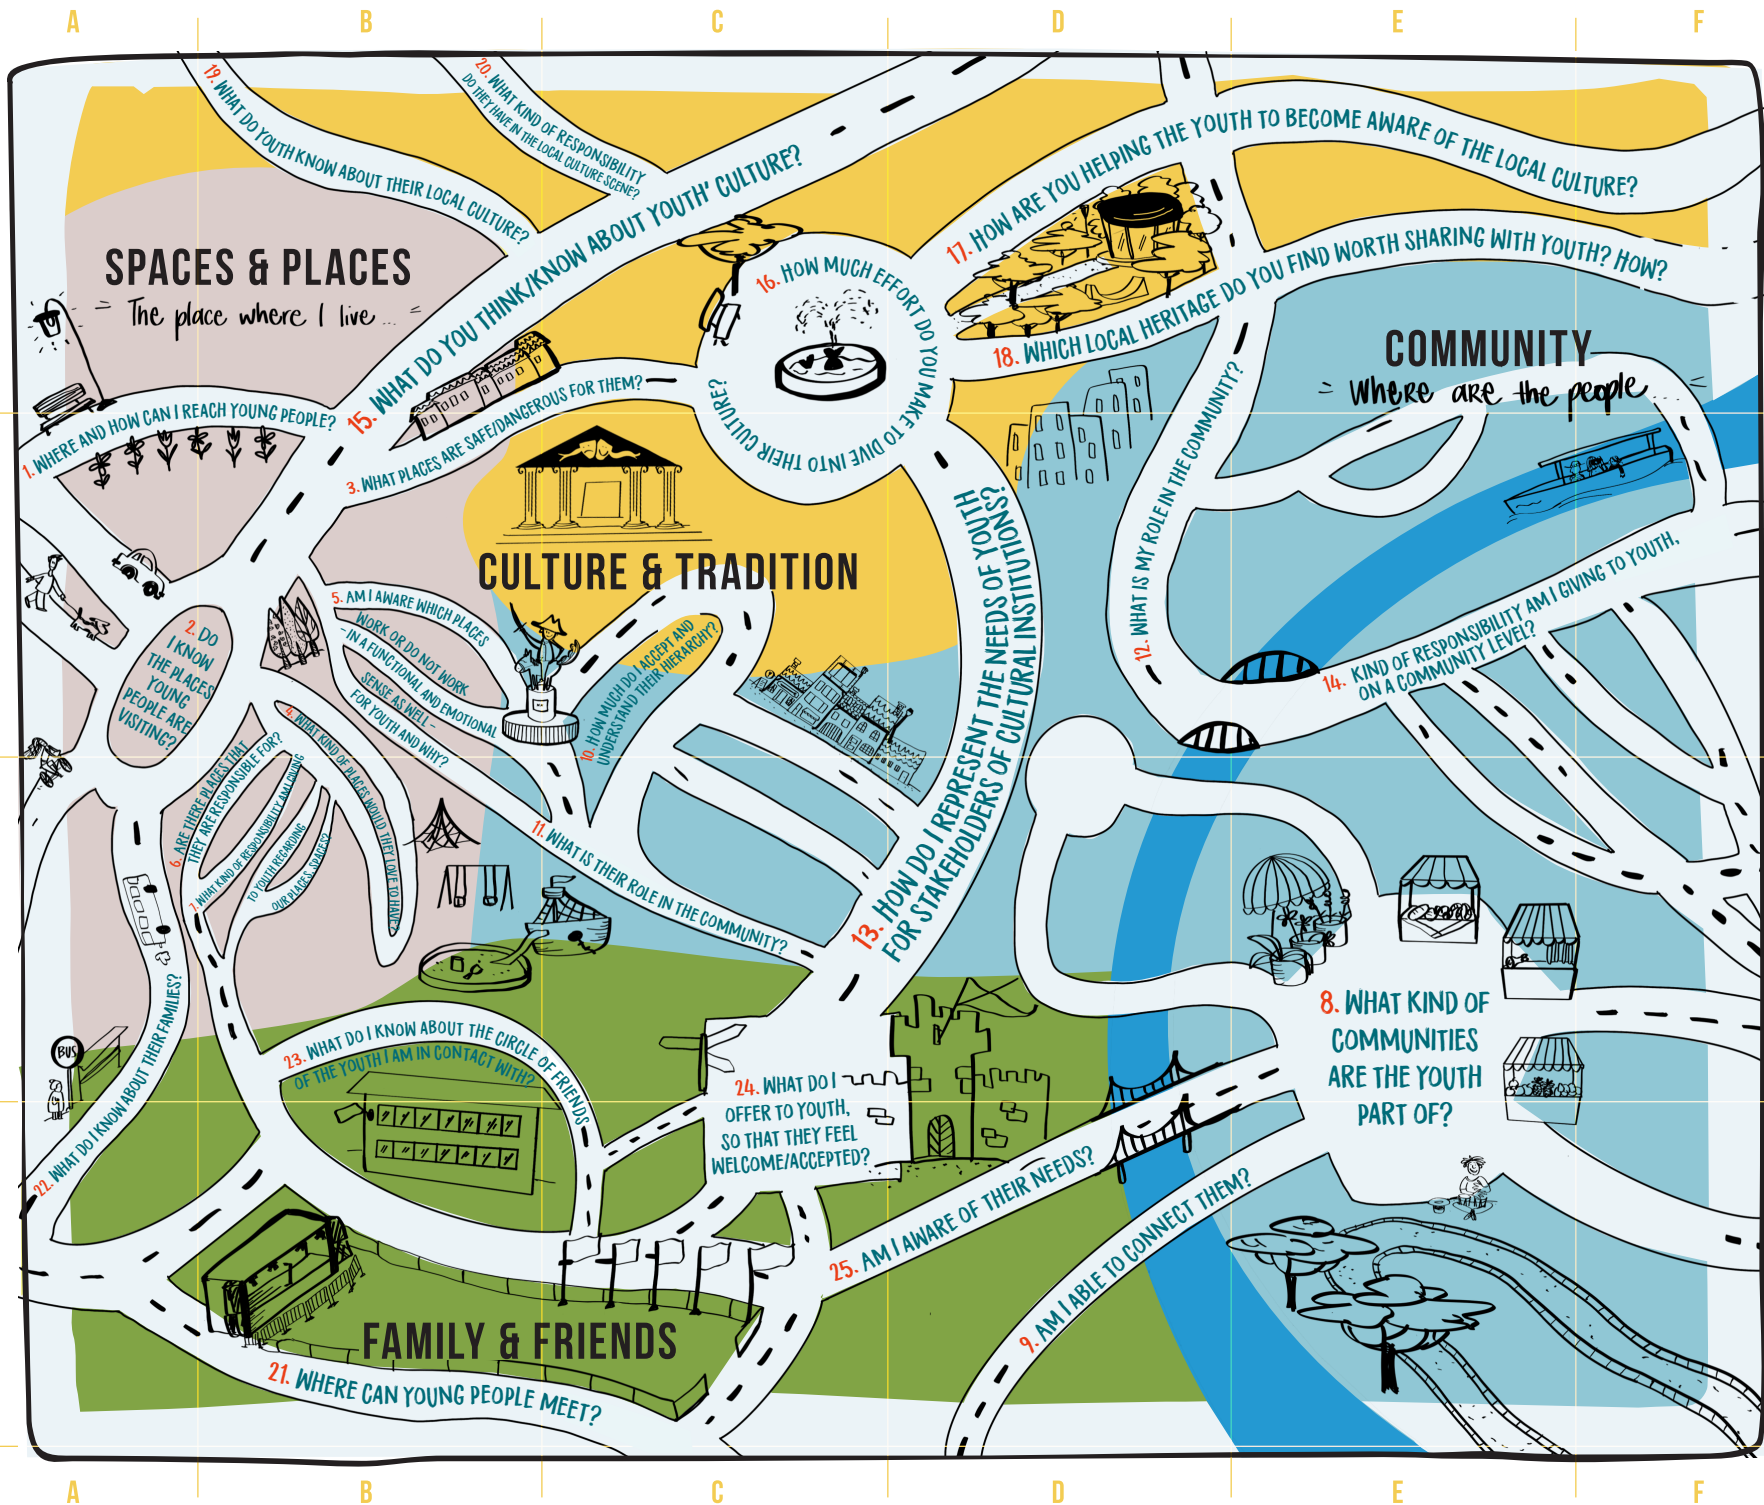 A B C D E F
19. WHAT DO YOUTH KNOW ABOUT THEIR LOCAL CULTURE?
20. WHAT KIND OF RESPONSIBILITY
DO THEY HAVE IN THE LOCAL CULTURE SCENE?
15. WHAT DO YOU THINK/KNOW ABOUT YOUTH' CULTURE?
17. HOW ARE YOU HELPING THE YOUTH TO BECOME AWARE OF THE LOCAL CULTURE?
18. WHICH LOCAL HERITAGE DO YOU FIND WORTH SHARING WITH YOUTH? HOW?
16. HOW MUCH EFFORT DO YOU MAKE TO DIVE INTO THEIR CULTURE?
SPACES & PLACES
The place where I live...
COMMUNITY
Where are the people
1. WHERE AND HOW CAN I REACH YOUNG PEOPLE?
3. WHAT PLACES ARE SAFE/DANGEROUS FOR THEM?
CULTURE & TRADITION
12. WHAT IS MY ROLE IN THE COMMUNITY?
13. HOW DO I REPRESENT THE NEEDS OF YOUTH
FOR STAKEHOLDERS OF CULTURAL INSTITUTIONS?
14. KIND OF RESPONSIBILITY AM I GIVING TO YOUTH,
ON A COMMUNITY LEVEL?
2. DO
I KNOW
THE PLACES
YOUNG
PEOPLE ARE
VISITING?
5. AM I AWARE WHICH PLACES
WORK OR DO NOT WORK
- IN A FUNCTIONAL AND EMOTIONAL
SENSE AS WELL -
FOR YOUTH AND WHY?
10. HOW MUCH DO I ACCEPT AND
UNDERSTAND THEIR HIERARCHY?
4. WHAT KIND OF PLACES WOULD THEY LOVE TO HAVE?
6. ARE THERE PLACES THAT
THEY ARE RESPONSIBLE FOR?
7. WHAT KIND OF RESPONSIBILITY AM I GIVING
TO YOUTH REGARDING
OUR PLACES, SPACES?
11. WHAT IS THEIR ROLE IN THE COMMUNITY?
8. WHAT KIND OF
COMMUNITIES
ARE THE YOUTH
PART OF?
BUS
22. WHAT DO I KNOW ABOUT THEIR FAMILIES?
23. WHAT DO I KNOW ABOUT THE CIRCLE OF FRIENDS
OF THE YOUTH I AM IN CONTACT WITH?
24. WHAT DO I
OFFER TO YOUTH,
SO THAT THEY FEEL
WELCOME/ACCEPTED?
25. AM I AWARE OF THEIR NEEDS?
9. AM I ABLE TO CONNECT THEM?
FAMILY & FRIENDS
21. WHERE CAN YOUNG PEOPLE MEET?
A B C D E F